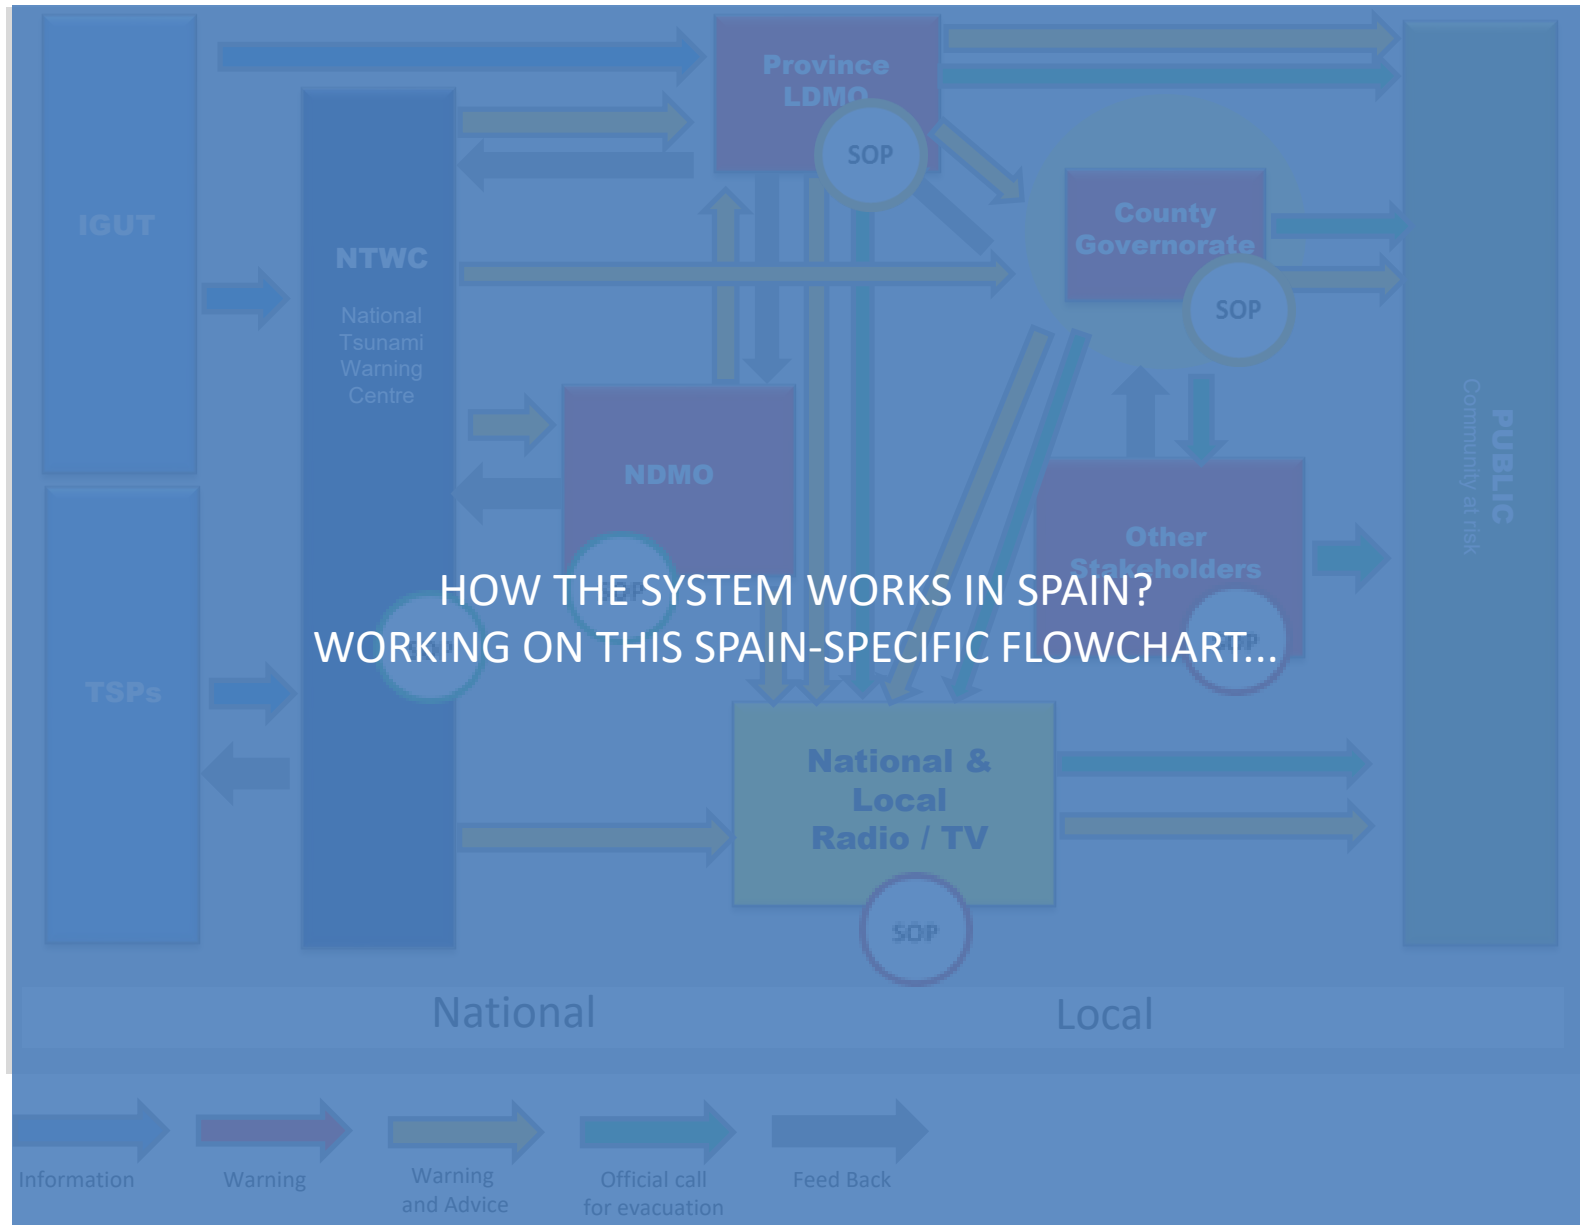 IGUT
TSPs
NTWC
National
Tsunami
Warning
Centre
Province
LDMO
SOP
County
Governorate
SOP
NDMO
Other
Stakeholders
HOW THE SYSTEM WORKS IN SPAIN?
WORKING ON THIS SPAIN-SPECIFIC FLOWCHART...
National &
Local
Radio / TV
SOP
PUBLIC
Community at risk
National
Local
Information
Warning
Warning
and Advice
Official call
for evacuation
Feed Back